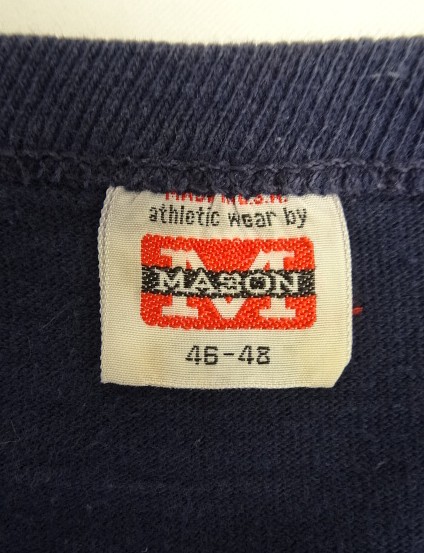 MADE IN U.S.A.
athletic wear by
M
MASON
46-48